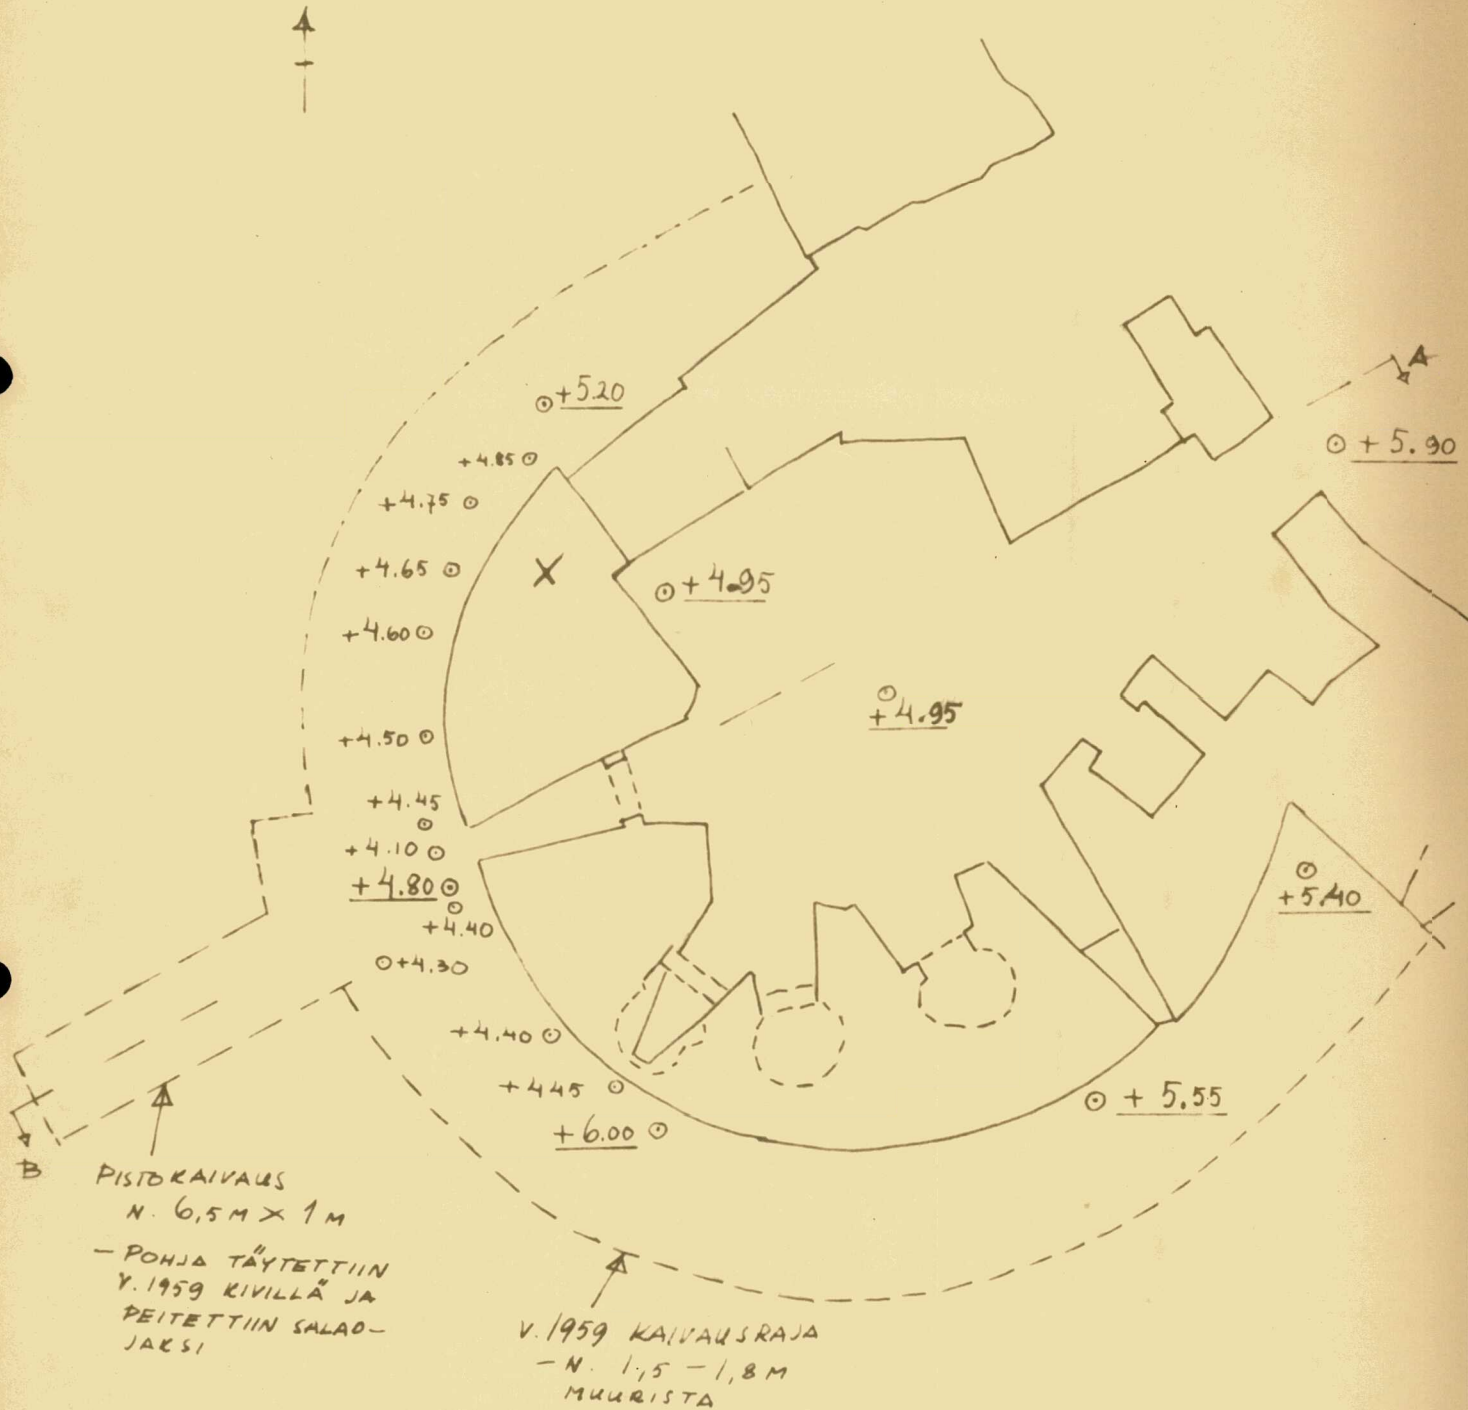 +5.20
+4.85
+4.75
+4.65
+4.60
+4.50
+4.45
+4.10
+4.80
+4.40
+4.30
+4.40
+445
+6.00
X
+4.95
+4.95
A
+5.90
+5.40
+5.55
B
PISTOKAIVAUS
N. 6,5 M X 1 M
– POHJA TÄYTETTIIN
V. 1959 KIVILLÄ JA
PEITETTIIN SALAO–
JAKSI
V. 1959 KAIVAUSRAJA
– N. 1,5 – 1,8 M
MUURISTA